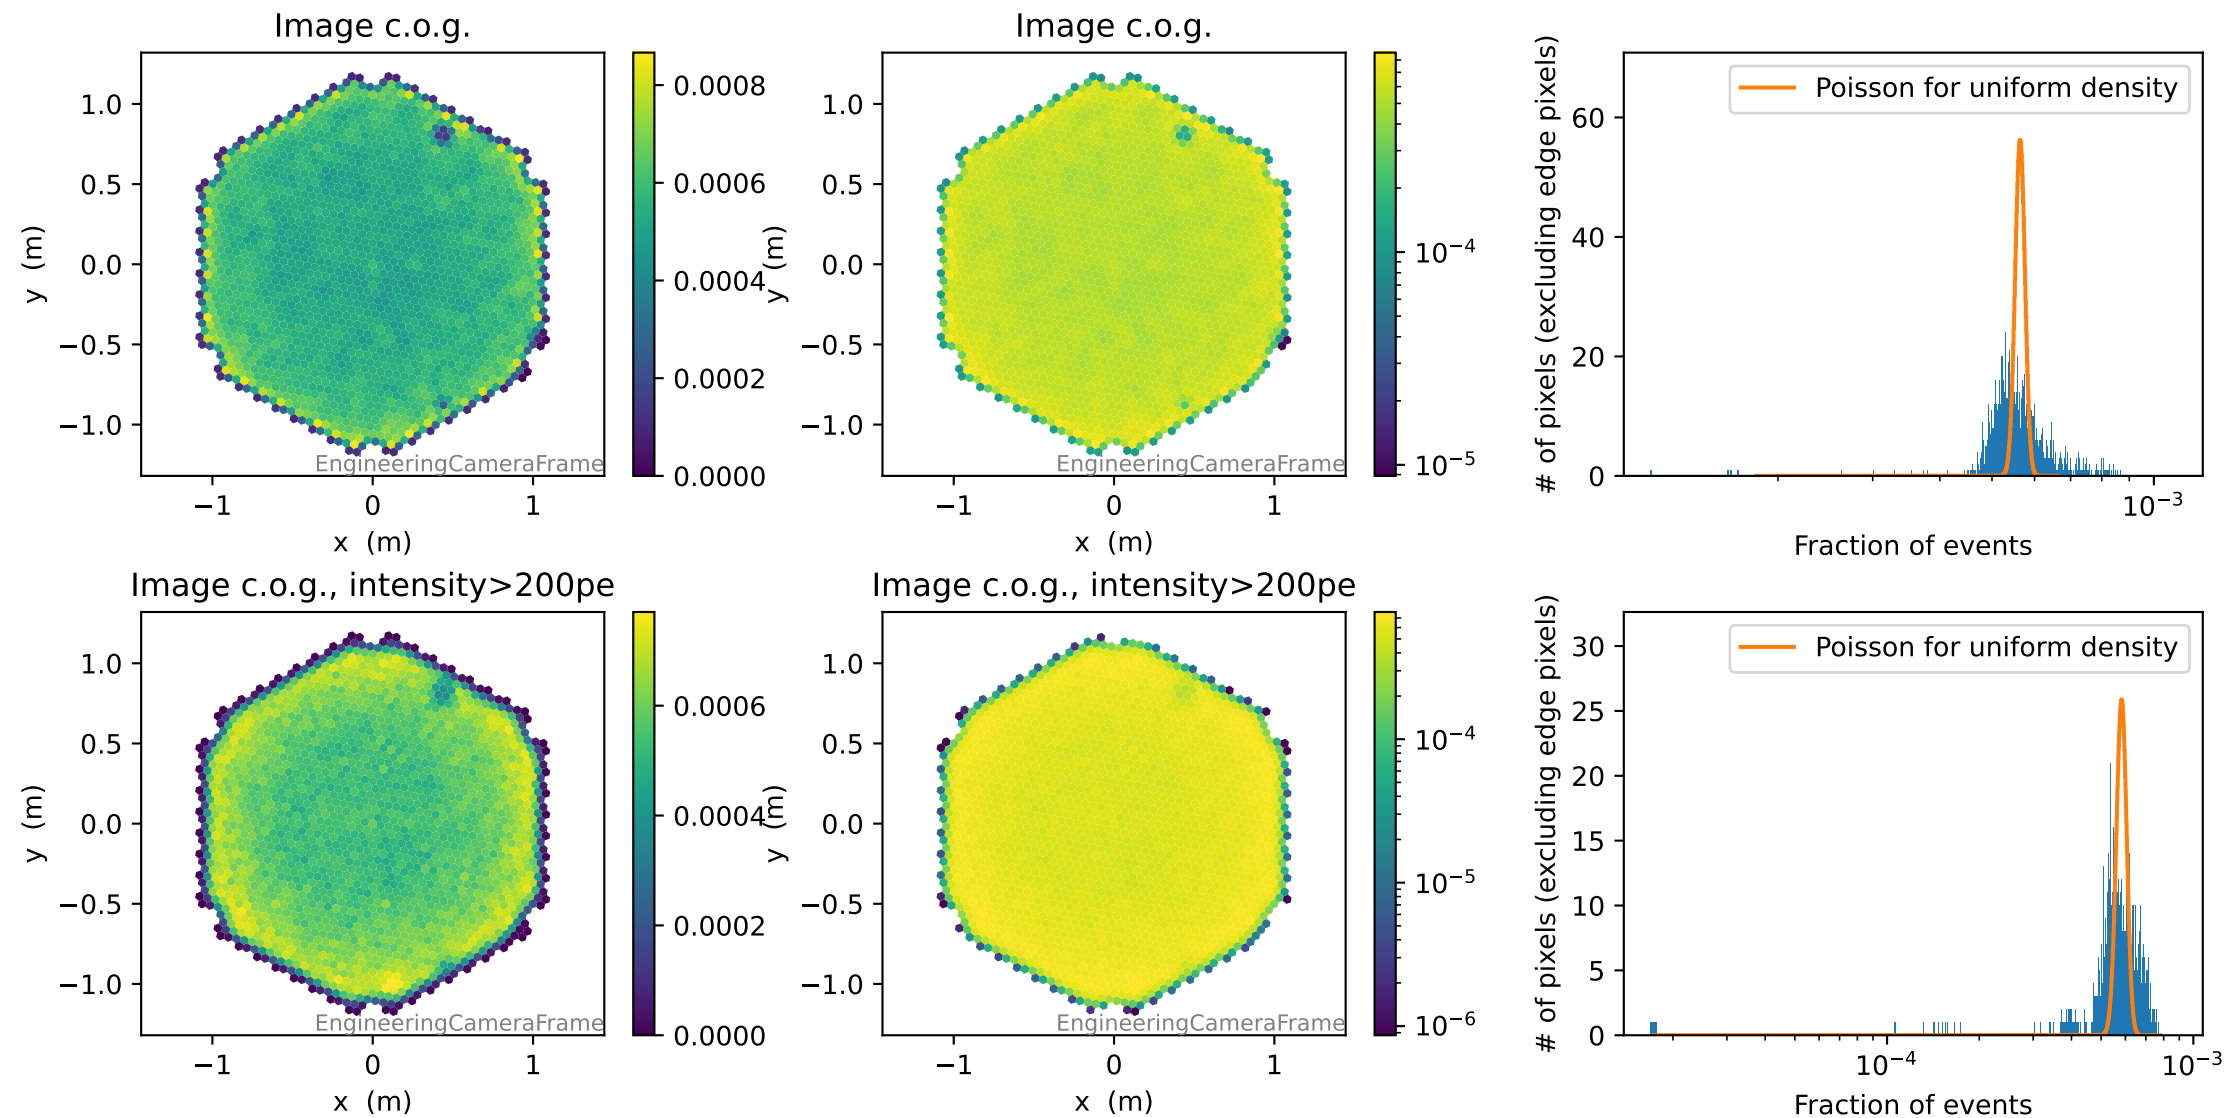 Image c.o.g.
1.0
0.5
0.0
−0.5
−1.0
y (m)
−1
0
1
x (m)
EngineeringCameraFrame
0.0008
0.0006
0.0004
0.0002
0.0000
Image c.o.g.
1.0
0.5
0.0
−0.5
−1.0
y (m)
−1
0
1
x (m)
EngineeringCameraFrame
10⁻⁴
10⁻⁵
Poisson for uniform density
60
40
20
0
# of pixels (excluding edge pixels)
10⁻³
Fraction of events
Image c.o.g., intensity>200pe
1.0
0.5
0.0
−0.5
−1.0
y (m)
−1
0
1
x (m)
EngineeringCameraFrame
0.0006
0.0004
0.0002
0.0000
Image c.o.g., intensity>200pe
1.0
0.5
0.0
−0.5
−1.0
y (m)
−1
0
1
x (m)
EngineeringCameraFrame
10⁻⁴
10⁻⁵
10⁻⁶
Poisson for uniform density
30
25
20
15
10
5
0
# of pixels (excluding edge pixels)
10⁻⁴
10⁻³
Fraction of events